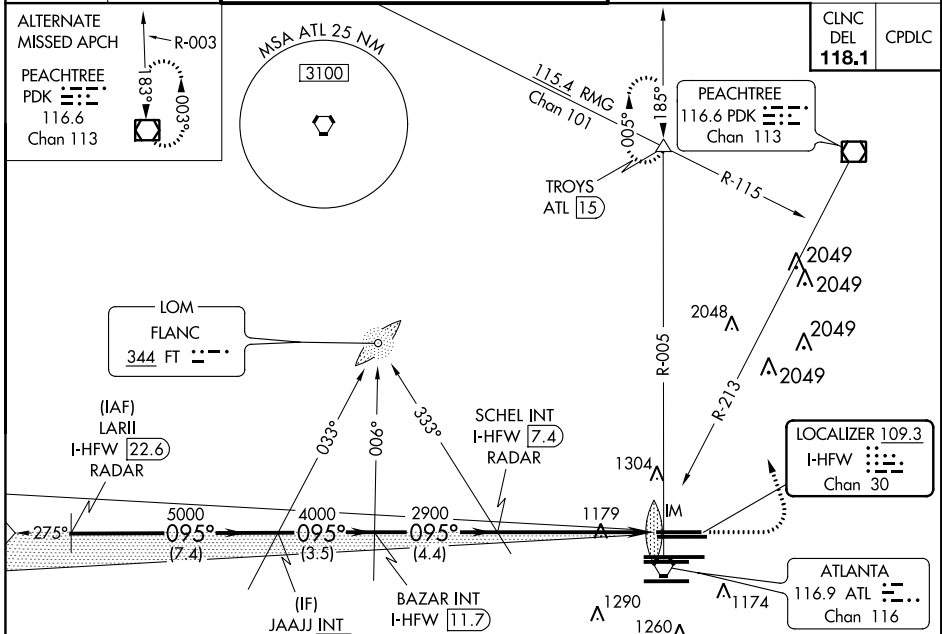 ALTERNATE
MISSED APCH
R-003
PEACHTREE
PDK
116.6
Chan 113
183°
003°
MSA ATL 25 NM
3100
115.4 RMG
Chan 101
005°
185°
TROYS
ATL 15
CLNC
DEL
118.1
CPDLC
PEACHTREE
116.6 PDK
Chan 113
R-115
2049
2049
2048
2049
2049
R-005
R-213
LOM
FLANC
344 FT
(IAF)
LARII
I-HFW 22.6
RADAR
033°
006°
333°
SCHEL INT
I-HFW 7.4
RADAR
LOCALIZER 109.3
I-HFW
Chan 30
1304
1179
IM
275°
5000
095°
(7.4)
4000
095°
(3.5)
2900
095°
(4.4)
(IF)
JAAJJ INT
BAZAR INT
I-HFW 11.7
1290
1260
1174
ATLANTA
116.9 ATL
Chan 116